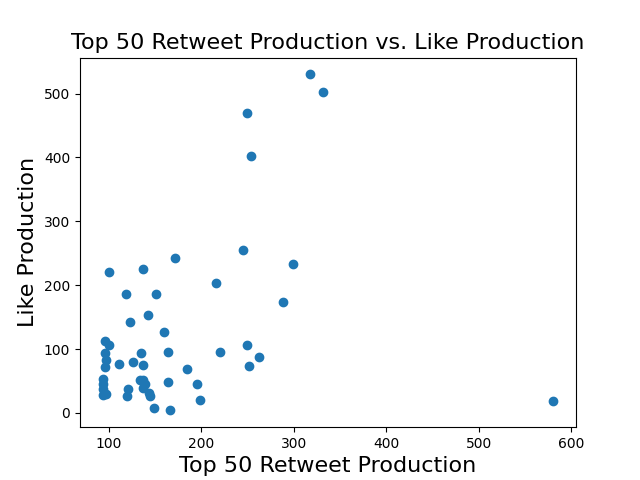 Top 50 Retweet Production vs. Like Production
Like Production
500
400
300
200
100
0
100 200 300 400 500 600
Top 50 Retweet Production